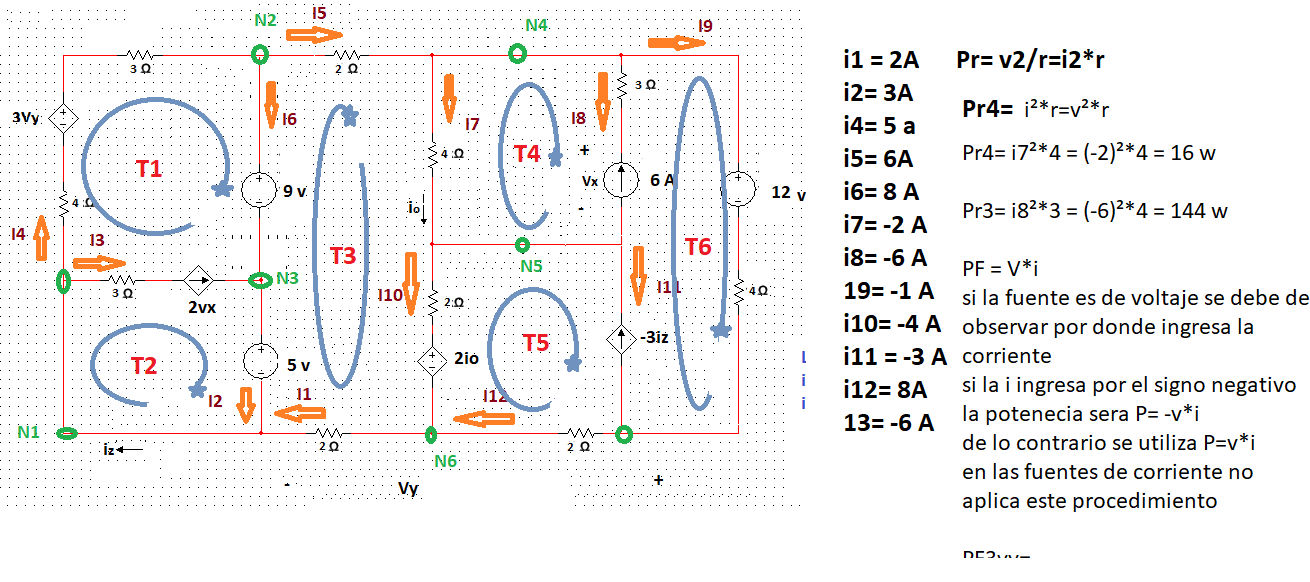 I5
N2
N4
I9
3 Ω
2 Ω
3Vy
I6
I7
I8
3 Ω
T1
T4
4 Ω
4 Ω
+
Vx
-
6 A
9 v
12 v
io
I4
I3
T3
T6
N5
3 Ω
N3
2vx
I10
2Ω
I11
4 Ω
T2
5 v
2io
T5
-3iz
L
i
i
I2
I1
I12
N1
iz
2 Ω
2 Ω
N6
-
Vy
+
i1 = 2A
i2= 3A
i4= 5 a
i5= 6A
i6= 8 A
i7= -2 A
i8= -6 A
19= -1 A
i10= -4 A
i11 = -3 A
i12= 8A
13= -6 A
Pr= v2/r=i2*r
Pr4= i²*r=v²*r
Pr4= i7²*4 = (-2)²*4 = 16 w
Pr3= i8²*3 = (-6)²*4 = 144 w
PF = V*i
si la fuente es de voltaje se debe de
observar por donde ingresa la
corriente
si la i ingresa por el signo negativo
la potenecia sera P= -v*i
de lo contrario se utiliza P=v*i
en las fuentes de corriente no
aplica este procedimiento